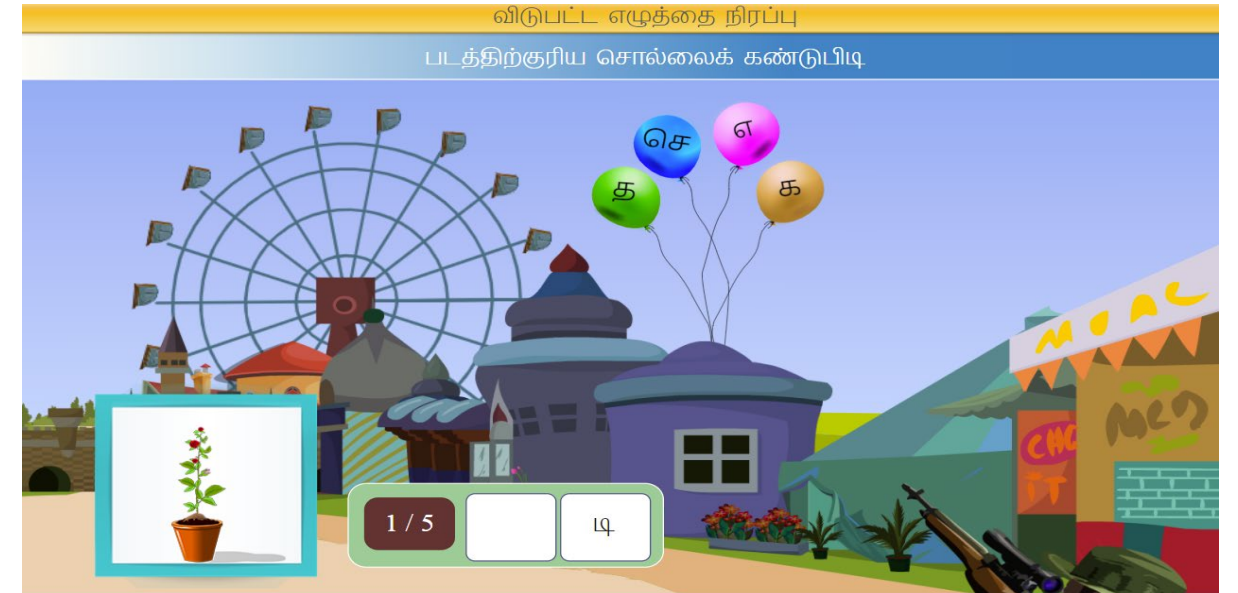 விடுபட்ட எழுத்தை நிரப்பு
படத்திற்குரிய சொல்லைக் கண்டுபிடி
செ
எ
த
க
1 / 5
டி